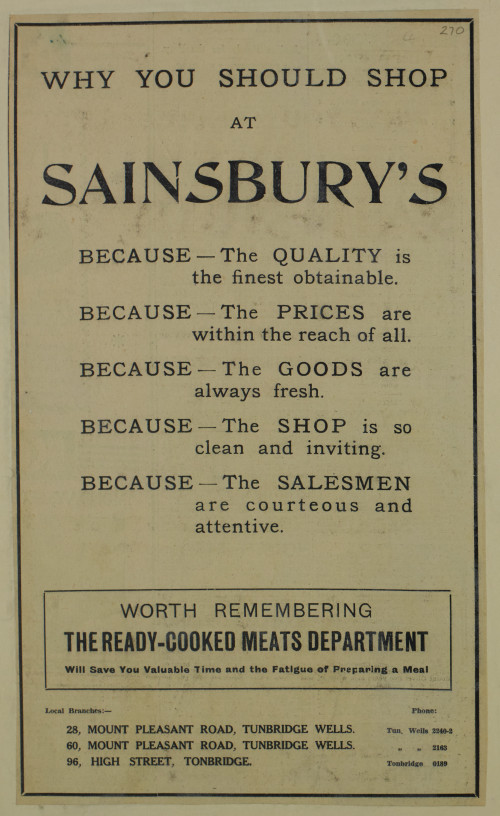 270
WHY YOU SHOULD SHOP
AT
SAINSBURY'S
BECAUSE — The QUALITY is
the finest obtainable.
BECAUSE — The PRICES are
within the reach of all.
BECAUSE — The GOODS are
always fresh.
BECAUSE — The SHOP is so
clean and inviting.
BECAUSE — The SALESMEN
are courteous and
attentive.
WORTH REMEMBERING
THE READY-COOKED MEATS DEPARTMENT
Will Save You Valuable Time and the Fatigue of Preparing a Meal
Local Branches:— Phone:
28, MOUNT PLEASANT ROAD, TUNBRIDGE WELLS. Tun. Wells 2240-2
60, MOUNT PLEASANT ROAD, TUNBRIDGE WELLS. „ „ 2163
96, HIGH STREET, TONBRIDGE. Tonbridge 0189